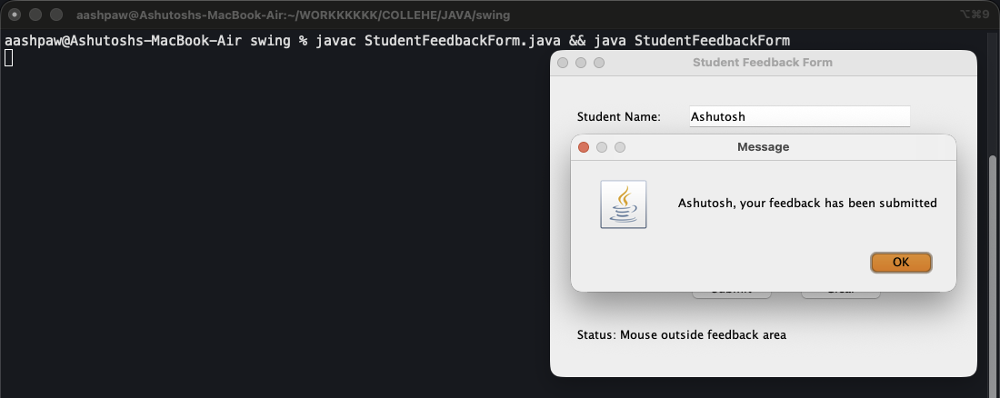 aashpaw@Ashutoshs-MacBook-Air:~/WORKKKKKK/COLLEHE/JAVA/swing
⌥⌘9
aashpaw@Ashutoshs-MacBook-Air swing % javac StudentFeedbackForm.java && java StudentFeedbackForm
Student Feedback Form
Student Name: Ashutosh
Message
Ashutosh, your feedback has been submitted
OK
Submit Clear
Status: Mouse outside feedback area